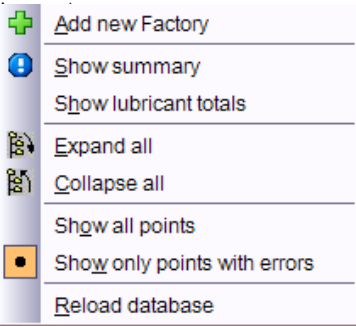 Add new Factory
Show summary
Show lubricant totals
Expand all
Collapse all
Show all points
Show only points with errors
Reload database